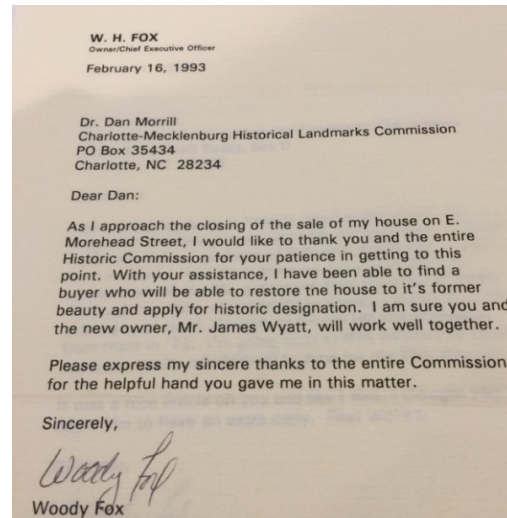 W. H. FOX
Owner/Chief Executive Officer
February 16, 1993
Dr. Dan Morrill
Charlotte-Mecklenburg Historical Landmarks Commission
PO Box 35434
Charlotte, NC 28234
Dear Dan:
As I approach the closing of the sale of my house on E.
Morehead Street, I would like to thank you and the entire
Historic Commission for your patience in getting to this
point. With your assistance, I have been able to find a
buyer who will be able to restore tne house to it's former
beauty and apply for historic designation. I am sure you and
the new owner, Mr. James Wyatt, will work well together.
Please express my sincere thanks to the entire Commission
for the helpful hand you gave me in this matter.
Sincerely,
Woody Fox
Woody Fox